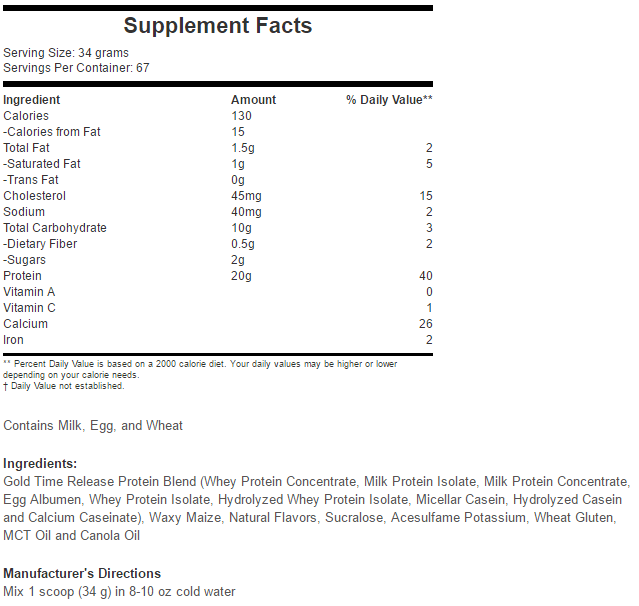 Supplement Facts
Serving Size: 34 grams
Servings Per Container: 67
Ingredient Amount % Daily Value**
Calories 130
-Calories from Fat 15
Total Fat 1.5g 2
-Saturated Fat 1g 5
-Trans Fat 0g
Cholesterol 45mg 15
Sodium 40mg 2
Total Carbohydrate 10g 3
-Dietary Fiber 0.5g 2
-Sugars 2g
Protein 20g 40
Vitamin A 0
Vitamin C 1
Calcium 26
Iron 2
** Percent Daily Value is based on a 2000 calorie diet. Your daily values may be higher or lower
depending on your calorie needs.
† Daily Value not established.
Contains Milk, Egg, and Wheat
Ingredients:
Gold Time Release Protein Blend (Whey Protein Concentrate, Milk Protein Isolate, Milk Protein Concentrate,
Egg Albumen, Whey Protein Isolate, Hydrolyzed Whey Protein Isolate, Micellar Casein, Hydrolyzed Casein
and Calcium Caseinate), Waxy Maize, Natural Flavors, Sucralose, Acesulfame Potassium, Wheat Gluten,
MCT Oil and Canola Oil
Manufacturer's Directions
Mix 1 scoop (34 g) in 8-10 oz cold water